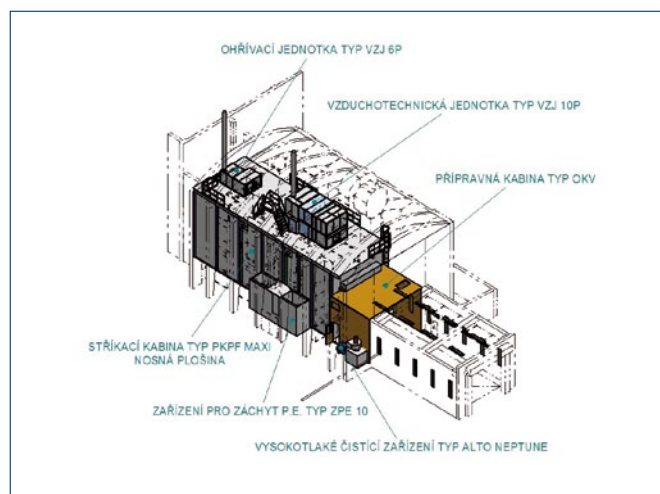 OHŘÍVACÍ JEDNOTKA TYP VZJ 6P
VZDUCHOTECHNICKÁ JEDNOTKA TYP VZJ 10P
PŘÍPRAVNÁ KABINA TYP OKV
STŘÍKACÍ KABINA TYP PKPF MAXI
NOSNÁ PLOŠINA
ZAŘÍZENÍ PRO ZÁCHYT P.E. TYP ZPE 10
VYSOKOTLAKÉ ČISTÍCÍ ZAŘÍZENÍ TYP ALTO NEPTUNE